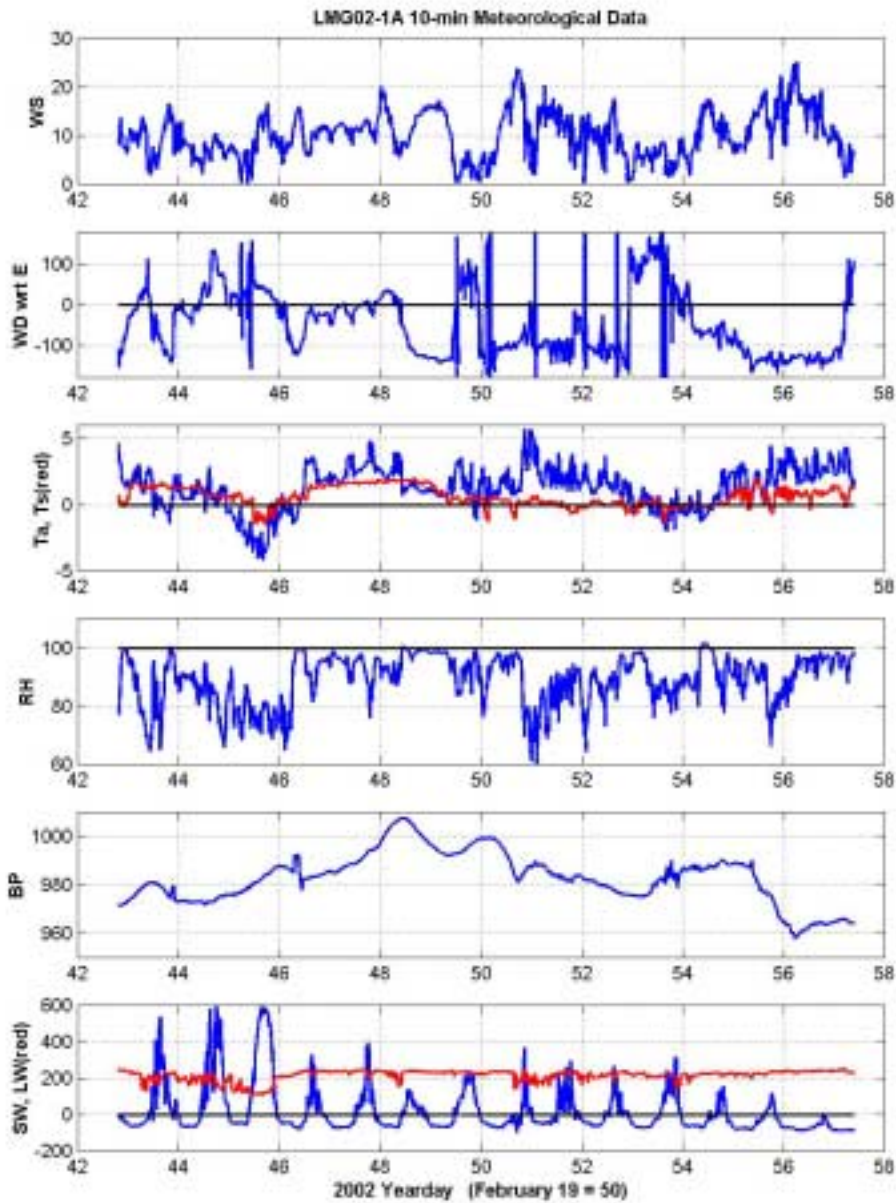 LMG02-1A 10-min Meteorological Data
WS
30
20
10
0
42 44 46 48 50 52 54 56 58
WD wrt E
100
0
-100
42 44 46 48 50 52 54 56 58
Ta, Ts(red)
5
0
-5
42 44 46 48 50 52 54 56 58
RH
100
80
60
42 44 46 48 50 52 54 56 58
BP
1000
980
960
42 44 46 48 50 52 54 56 58
SW, LW(red)
600
400
200
0
-200
42 44 46 48 50 52 54 56 58
2002 Yearday (February 19 = 50)